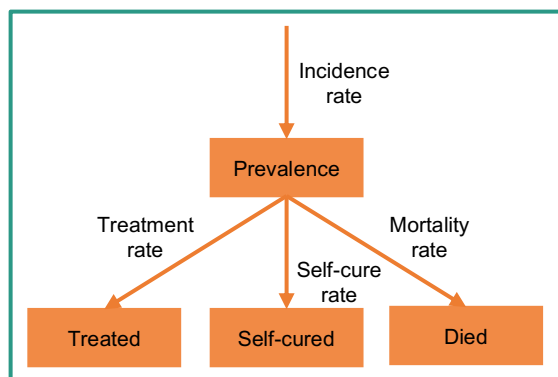 Incidence
rate
Prevalence
Treatment
rate
Self-cure
rate
Mortality
rate
Treated
Self-cured
Died